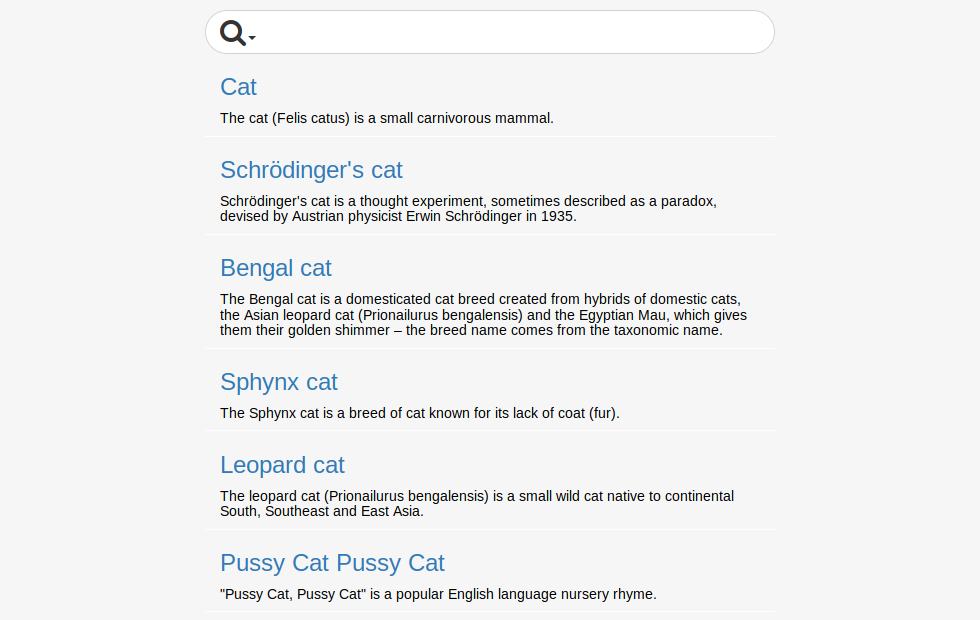 Cat
The cat (Felis catus) is a small carnivorous mammal.
Schrödinger's cat
Schrödinger's cat is a thought experiment, sometimes described as a paradox,
devised by Austrian physicist Erwin Schrödinger in 1935.
Bengal cat
The Bengal cat is a domesticated cat breed created from hybrids of domestic cats,
the Asian leopard cat (Prionailurus bengalensis) and the Egyptian Mau, which gives
them their golden shimmer – the breed name comes from the taxonomic name.
Sphynx cat
The Sphynx cat is a breed of cat known for its lack of coat (fur).
Leopard cat
The leopard cat (Prionailurus bengalensis) is a small wild cat native to continental
South, Southeast and East Asia.
Pussy Cat Pussy Cat
"Pussy Cat, Pussy Cat" is a popular English language nursery rhyme.